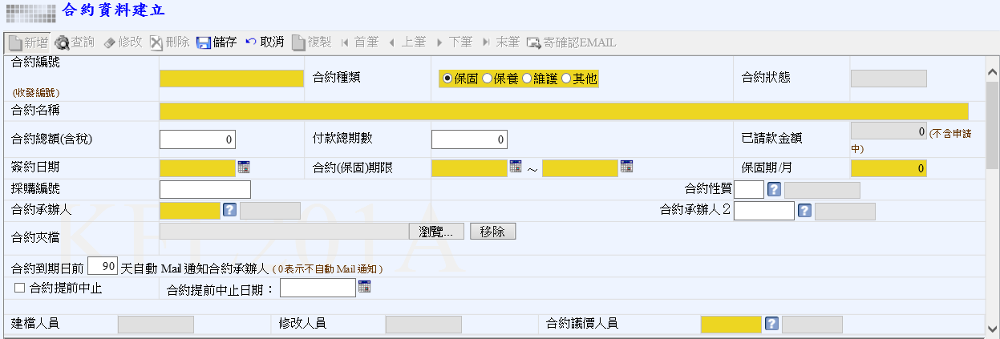 合約資料建立
新增 查詢 修改 刪除 儲存 取消 複製 首筆 上筆 下筆 末筆 寄確認EMAIL
合約編號
(收發編號)
合約種類 保固 保養 維護 其他 合約狀態
合約名稱
合約總額(含稅) 0 付款總期數 0 已請款金額 0 (不含申請
中)
簽約日期 合約(保固)期限 ~ 保固期/月 0
採購編號 合約性質 ?
合約承辦人 ? 合約承辦人2 ?
合約夾檔 瀏覽... 移除
合約到期日前 90 天自動 Mail 通知合約承辦人 (0表示不自動 Mail 通知)
合約提前中止 合約提前中止日期：
建檔人員 修改人員 合約議價人員 ?